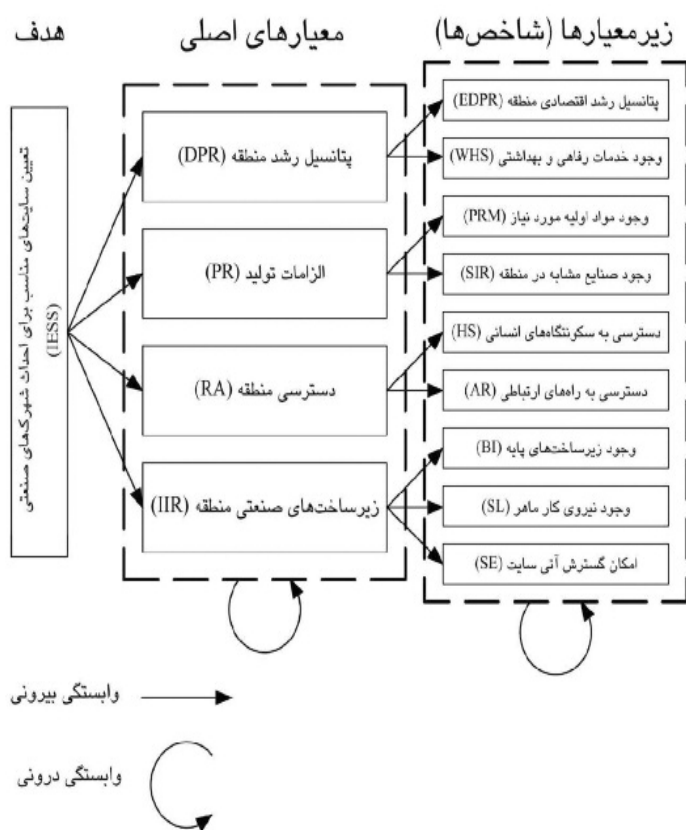 هدف
معیارهای اصلی
زیرمعیارها (شاخص‌ها)
تعیین سایت‌های مناسب برای احداث شهرک‌های صنعتی
(IESS)
پتانسیل رشد منطقه (DPR)
الزامات تولید (PR)
دسترسی منطقه (RA)
زیرساخت‌های صنعتی منطقه (IIR)
پتانسیل رشد اقتصادی منطقه (EDPR)
وجود خدمات رفاهی و بهداشتی (WHS)
وجود مواد اولیه مورد نیاز (PRM)
وجود صنایع مشابه در منطقه (SIR)
دسترسی به سکونتگاه‌های انسانی (HS)
دسترسی به راه‌های ارتباطی (AR)
وجود زیرساخت‌های پایه (BI)
وجود نیروی کار ماهر (SL)
امکان گسترش آتی سایت (SE)
وابستگی بیرونی
وابستگی درونی